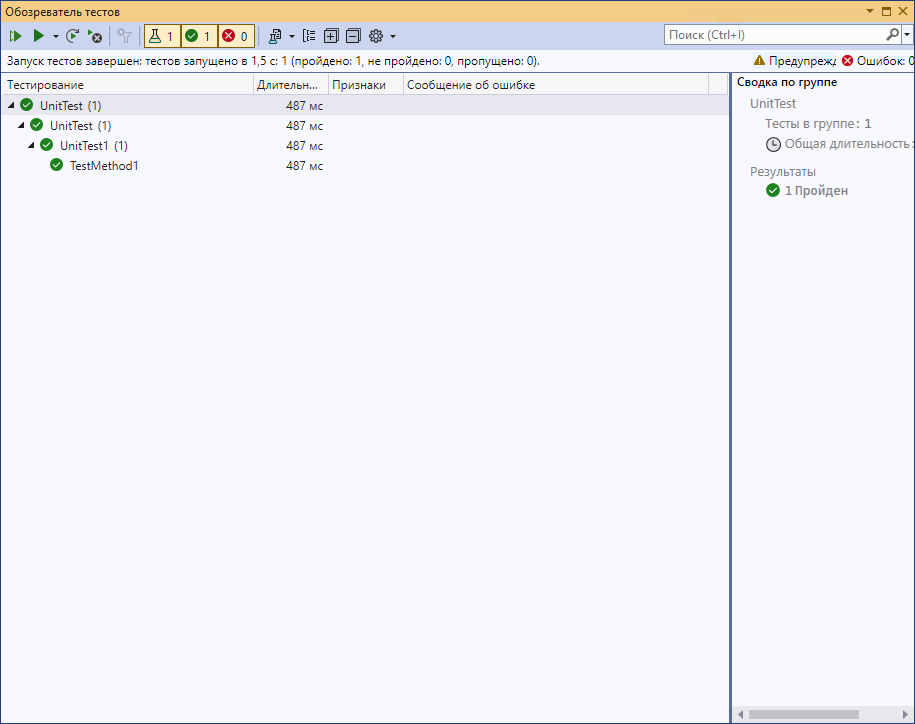 Обозреватель тестов
1 1 0 Поиск (Ctrl+I)
Запуск тестов завершен: тестов запущено в 1,5 с: 1 (пройдено: 1, не пройдено: 0, пропущено: 0). Предупрежд Ошибок: 0
Тестирование Длительн... Признаки Сообщение об ошибке
UnitTest (1) 487 мс
UnitTest (1) 487 мс
UnitTest1 (1) 487 мс
TestMethod1 487 мс
Сводка по группе
UnitTest
Тесты в группе: 1
Общая длительность:
Результаты
1 Пройден